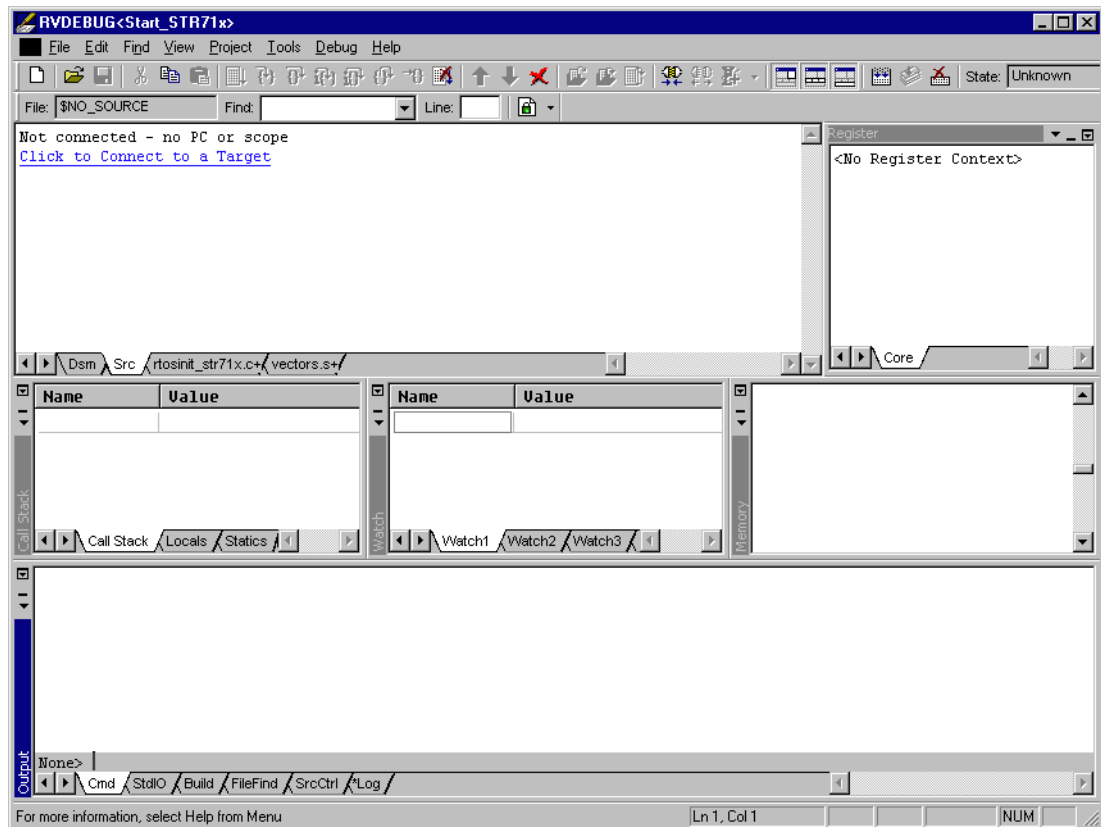 RVDEBUG<Start_STR71x>
File Edit Find View Project Tools Debug Help
State: Unknown
File: $NO_SOURCE Find: Line:
Not connected - no PC or scope
Click to Connect to a Target
Register
<No Register Context>
Dsm Src rtosinit_str71x.c+ vectors.s+
Core
Name Value
Name Value
Call Stack
Watch
Memory
Call Stack Locals Statics
Watch1 Watch2 Watch3
Output
None>
Cmd StdIO Build FileFind SrcCtrl *Log
For more information, select Help from Menu Ln 1, Col 1 NUM